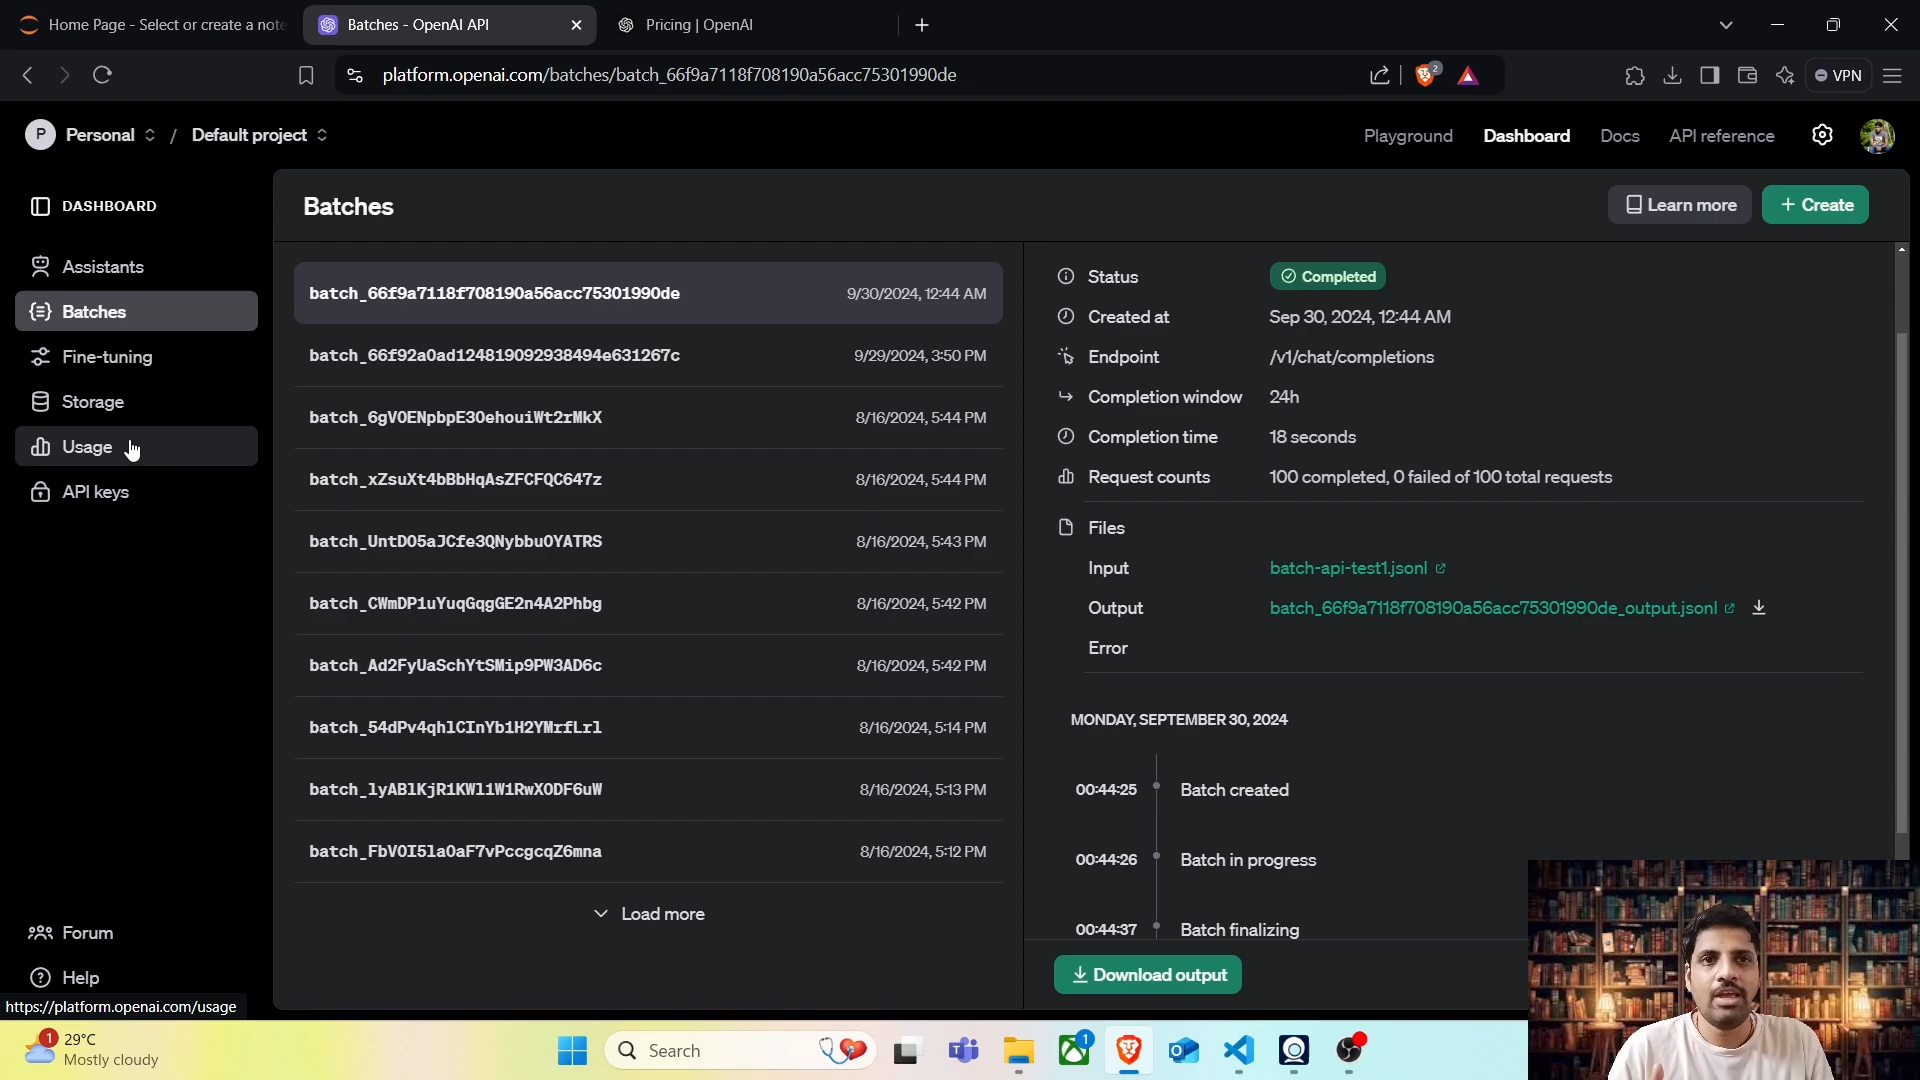 Home Page - Select or create a note
Batches - OpenAI API
Pricing | OpenAI
platform.openai.com/batches/batch_66f9a7118f708190a56acc75301990de
2
VPN
P Personal / Default project
Playground
Dashboard
Docs
API reference
DASHBOARD
Assistants
Batches
Fine-tuning
Storage
Usage
API keys
Forum
Help
https://platform.openai.com/usage
Batches
Learn more
+ Create
batch_66f9a7118f708190a56acc75301990de 9/30/2024, 12:44 AM
batch_66f92a0ad124819092938494e631267c 9/29/2024, 3:50 PM
batch_6gV0ENpbpE30ehouiWt2rMkX 8/16/2024, 5:44 PM
batch_xZsuXt4bBbHqAsZFCFQC647z 8/16/2024, 5:44 PM
batch_UntDO5aJCfe3QNybbuOYATRS 8/16/2024, 5:43 PM
batch_CWmDP1uYuqGqgGE2n4A2Phbg 8/16/2024, 5:42 PM
batch_Ad2FyUaSchYtSMip9PW3AD6c 8/16/2024, 5:42 PM
batch_54dPv4qhlCInYb1H2YMrfLrl 8/16/2024, 5:14 PM
batch_lyABlKjR1KWl1W1RwXODF6uW 8/16/2024, 5:13 PM
batch_FbVOI5laOaF7vPccgcqZ6mna 8/16/2024, 5:12 PM
Load more
Status Completed
Created at Sep 30, 2024, 12:44 AM
Endpoint /v1/chat/completions
Completion window 24h
Completion time 18 seconds
Request counts 100 completed, 0 failed of 100 total requests
Files
Input batch-api-test1.jsonl
Output batch_66f9a7118f708190a56acc75301990de_output.jsonl
Error
MONDAY, SEPTEMBER 30, 2024
00:44:25 Batch created
00:44:26 Batch in progress
00:44:37 Batch finalizing
Download output
1
29°C
Mostly cloudy
Search
1